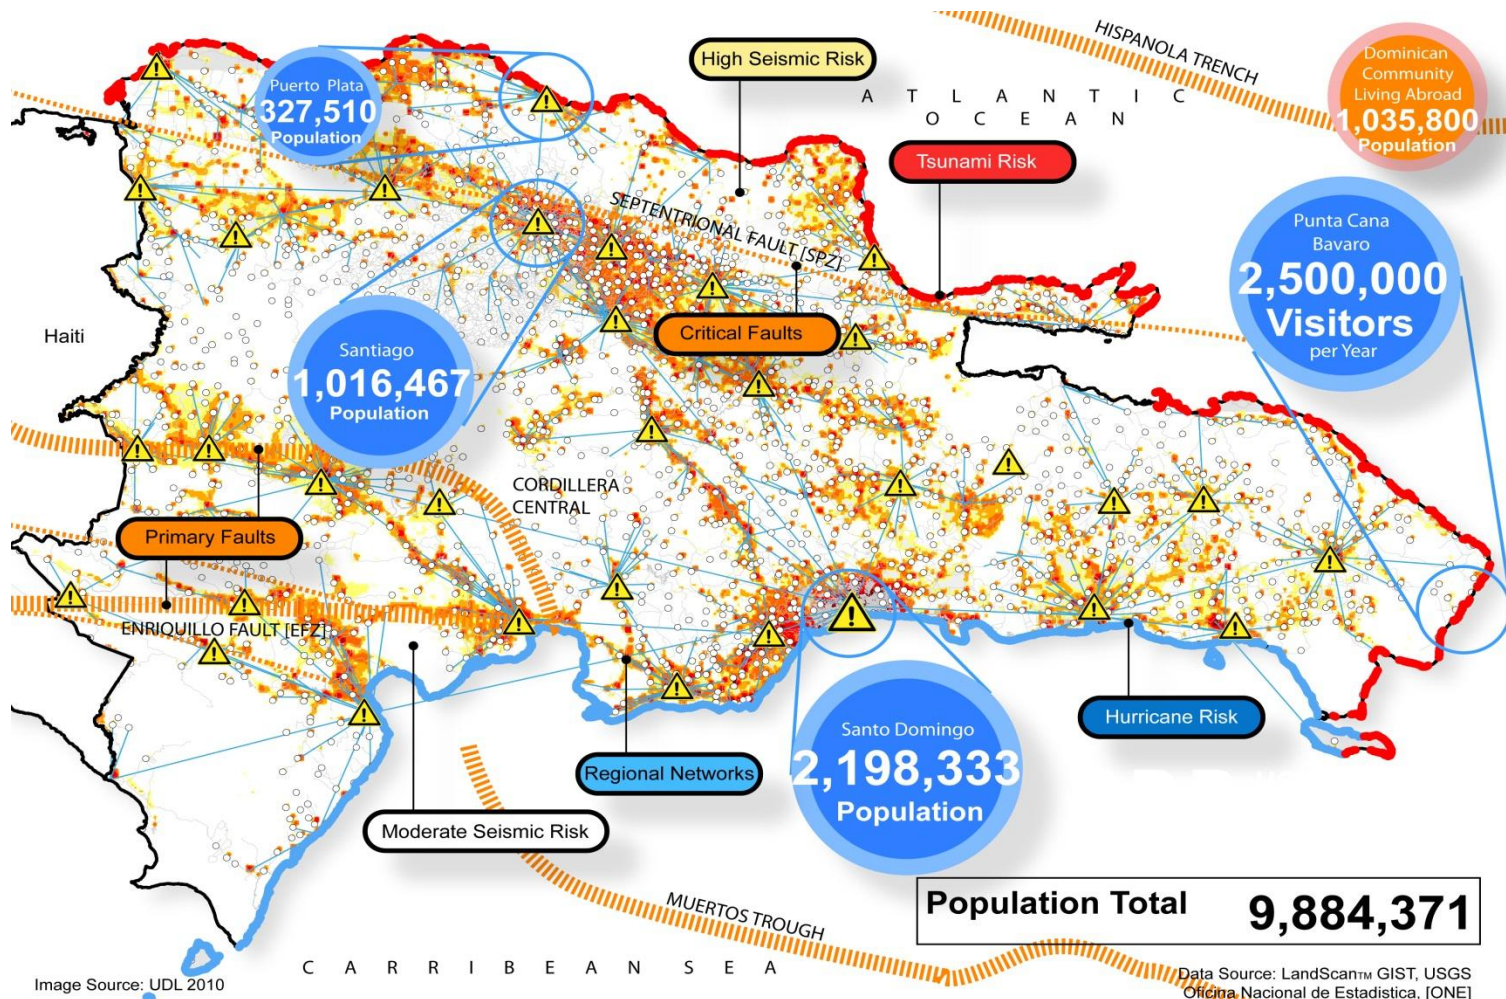 HISPANOLA TRENCH
Dominican
Community
Living Abroad
1,035,800
Population
High Seismic Risk
Puerto Plata
327,510
Population
ATLANTIC
OCEAN
Tsunami Risk
SEPTENTRIONAL FAULT [SPZ]
Punta Cana
Bavaro
2,500,000
Visitors
per Year
Haiti
Critical Faults
Santiago
1,016,467
Population
CORDILLERA
CENTRAL
Primary Faults
ENRIQUILLO FAULT [EFZ]
Hurricane Risk
Santo Domingo
2,198,333
Population
Regional Networks
Moderate Seismic Risk
MUERTOS TROUGH
Population Total 9,884,371
CARRIBEAN SEA
Image Source: UDL 2010
Data Source: LandScan™ GIST, USGS
Oficina Nacional de Estadistica, [ONE]